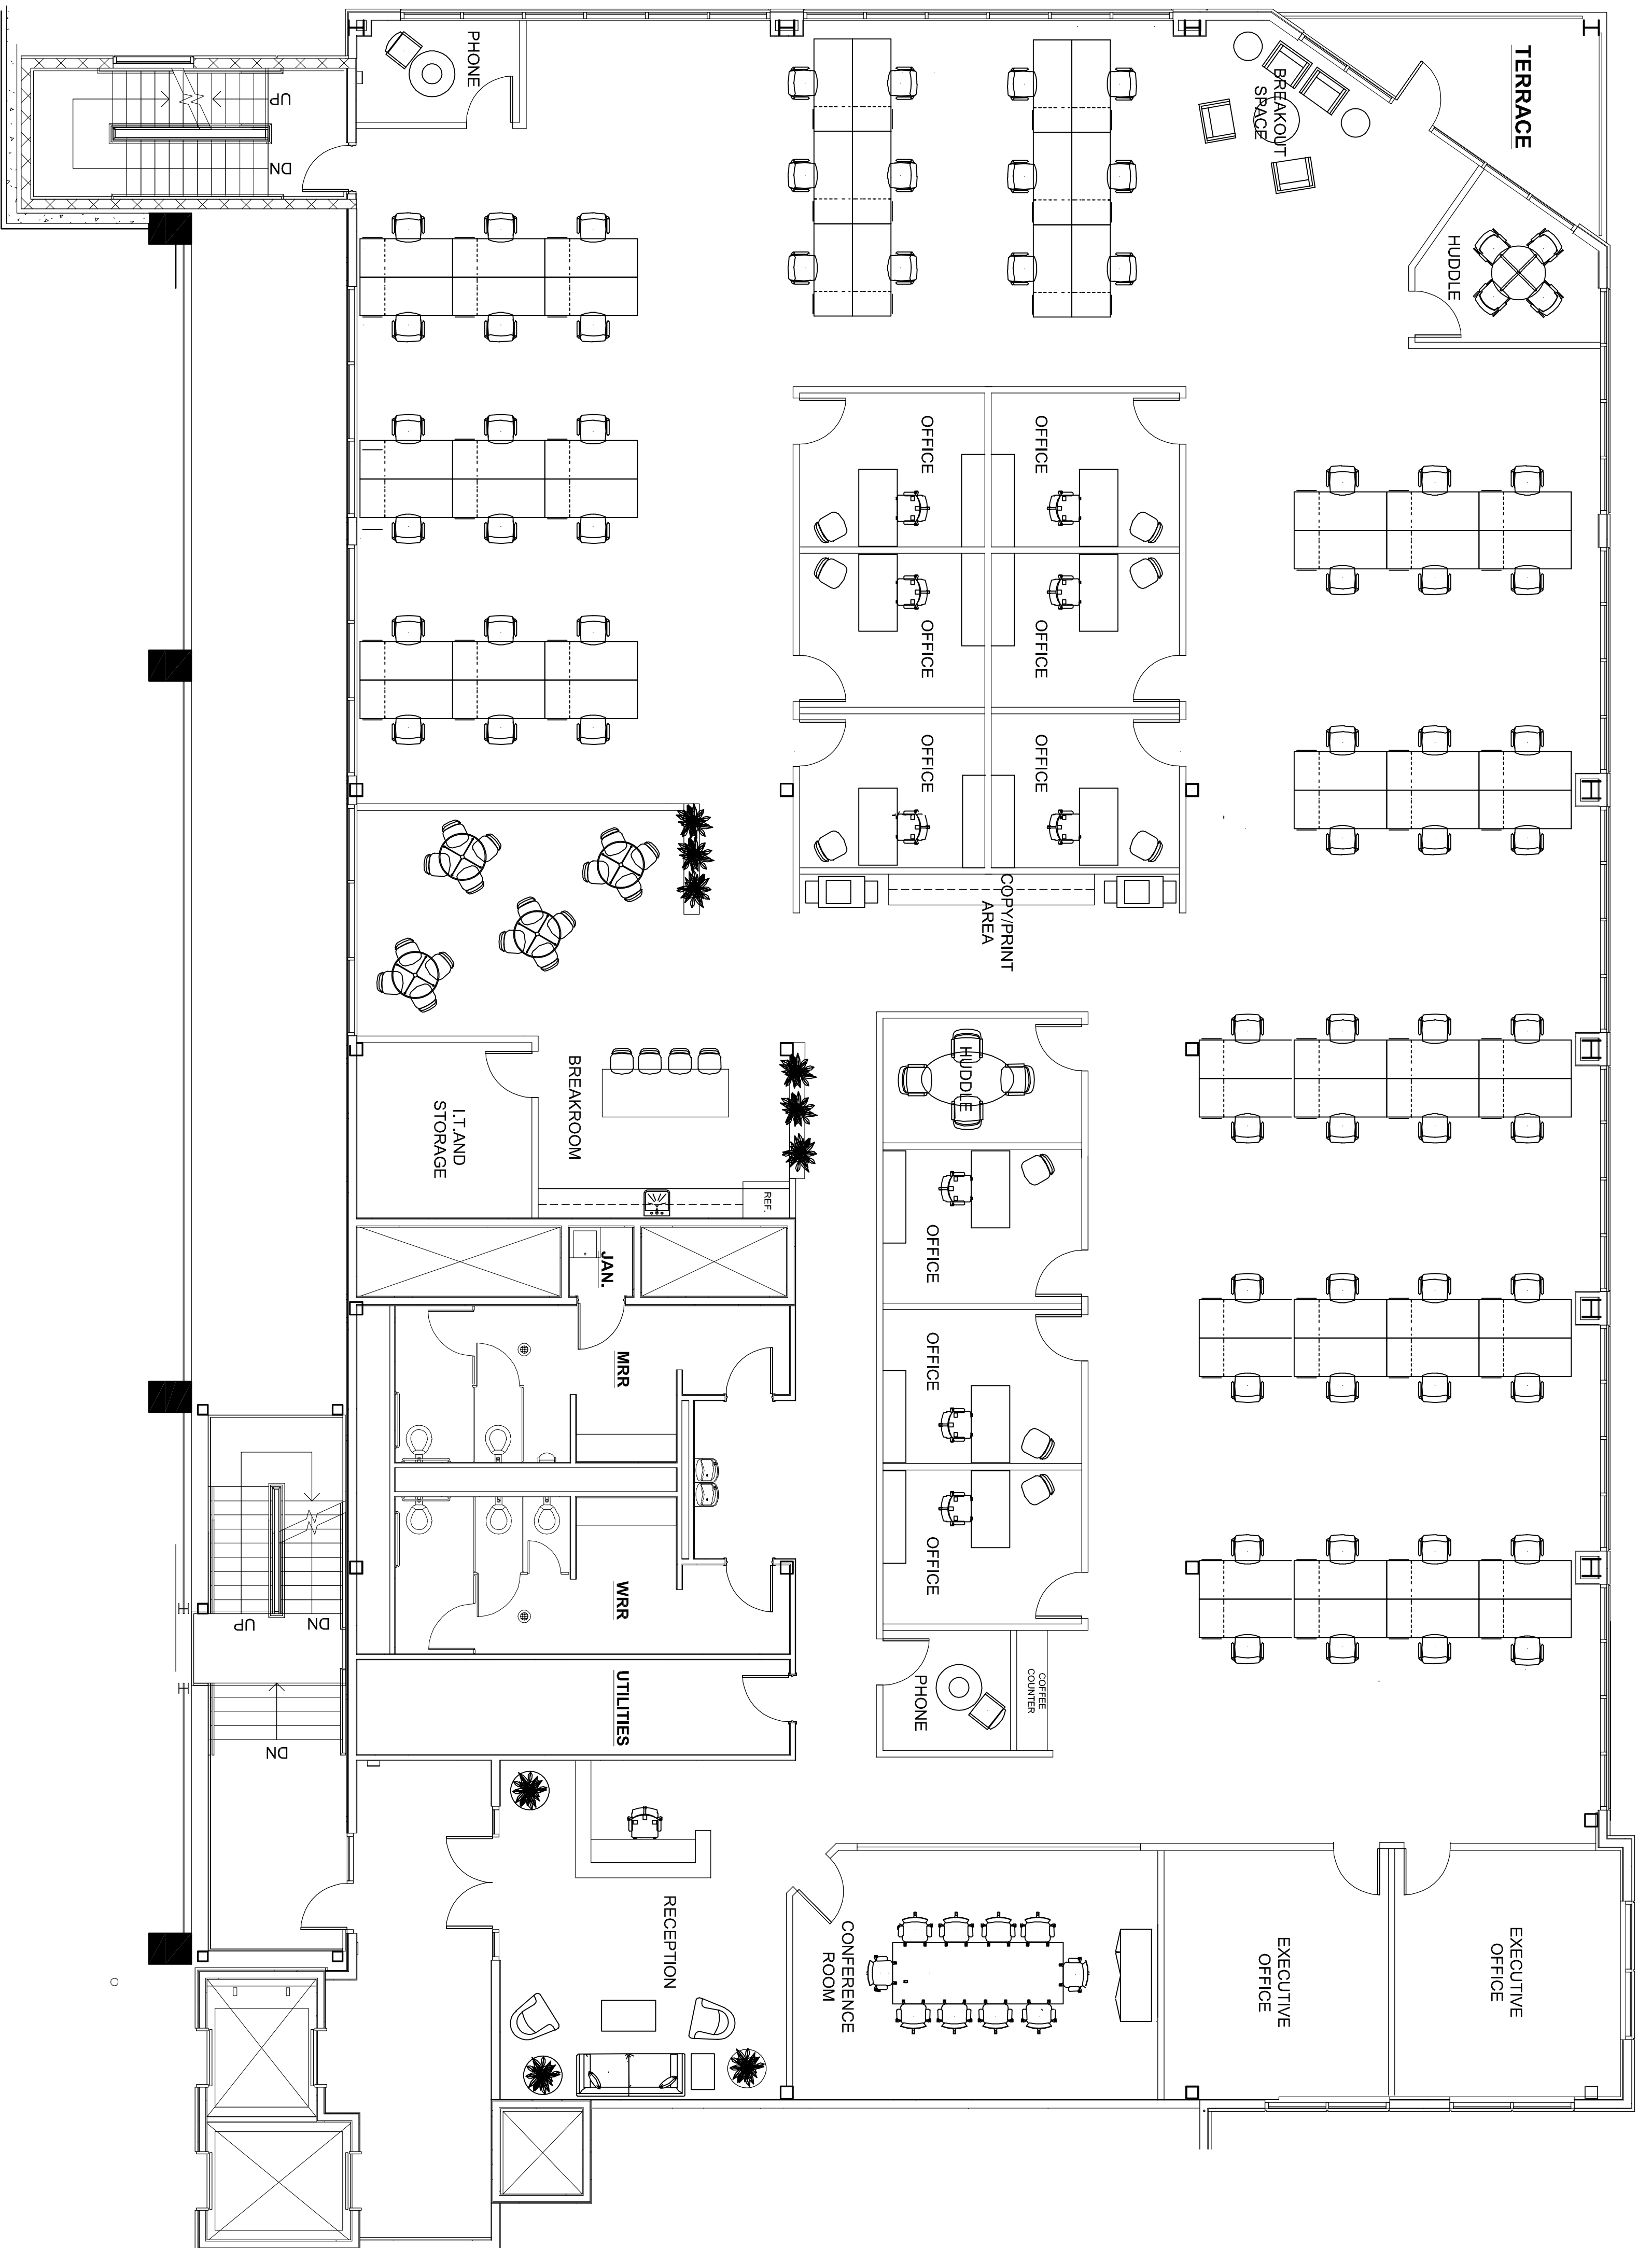 PHONE
TERRACE
BREAKOUT
SPACE
UP
DN
HUDDLE
OFFICE
OFFICE
OFFICE
OFFICE
OFFICE
OFFICE
COPY/PRINT
AREA
HUDDLE
BREAKROOM
I.T.AND
STORAGE
REF.
JAN.
OFFICE
MRR
OFFICE
OFFICE
WRR
UP
DN
UTILITIES
PHONE
COFFEE
COUNTER
DN
RECEPTION
CONFERENCE
ROOM
EXECUTIVE
OFFICE
EXECUTIVE
OFFICE